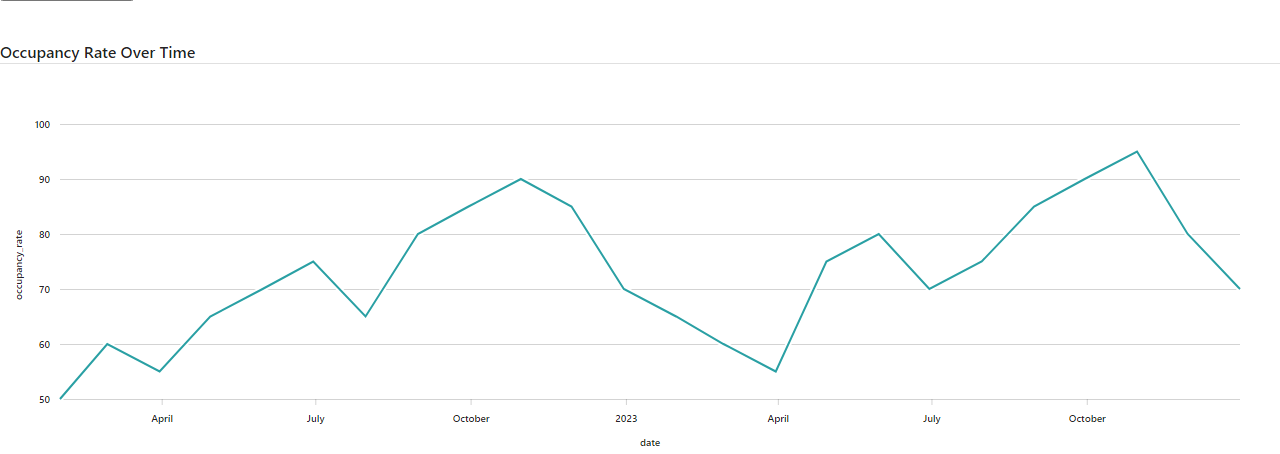 Occupancy Rate Over Time
100
90
80
70
60
50
occupancy_rate
April
July
October
2023
April
July
October
date